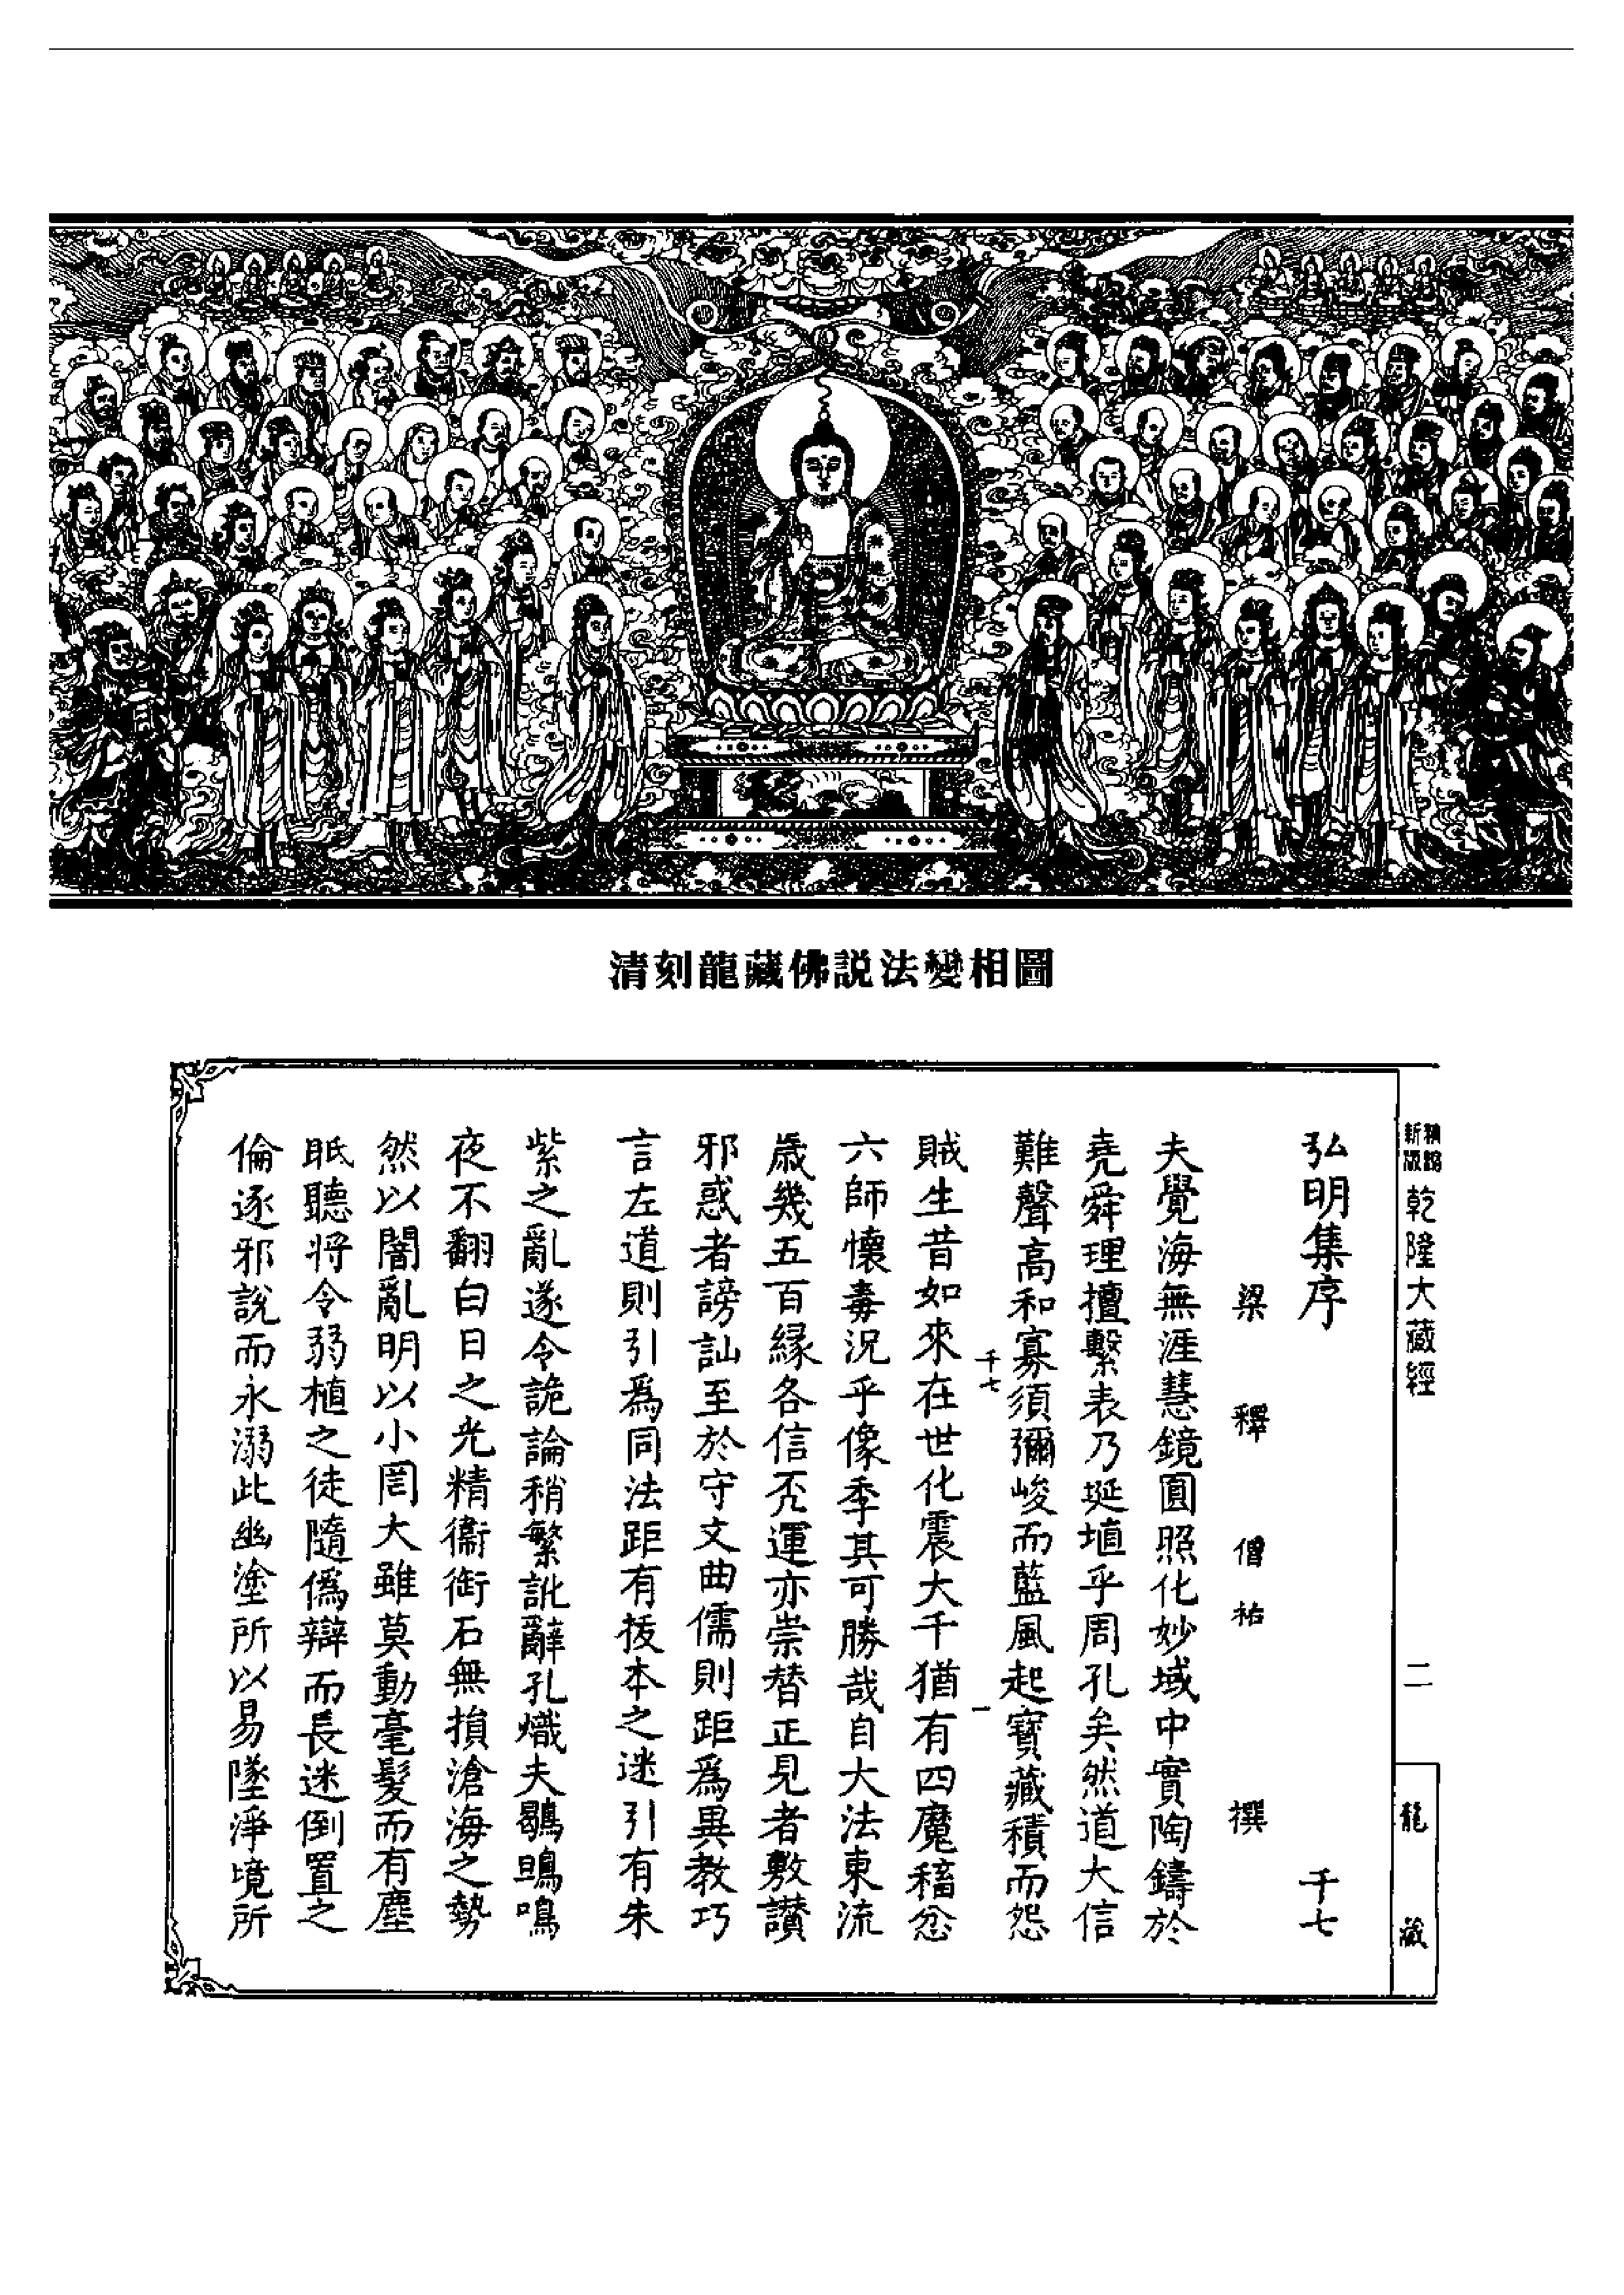 清刻龍藏佛説法變相圖
新版
乾隆大藏經
二
龍藏
弘明集序 千七
梁 釋 僧祐 撰
夫覺海無涯慧鏡圓照化妙域中實陶鑄於
堯舜理擅繫表乃埏埴乎周孔矣然道大信
難聲高和寡須彌峻而藍風起寶藏積而怨
千七 一
賊生昔如來在世化震大千猶有四魔稸忿
六師懷毒況乎像季其可勝哉自大法東流
歲幾五百緣各信否運亦崇替正見者敷讚
邪惑者謗訕至於守文曲儒則距為異教巧
言左道則引為同法距有拔本之迷引有朱
紫之亂遂令詭論稍繁訛辭孔熾夫鶡鴠鳴
夜不翻白日之光精衞銜石無損滄海之勢
然以闇亂明以小罔大雖莫動毫髮而有塵
眂聽將令弱植之徒隨偽辯而長迷倒置之
倫逐邪說而永溺此幽塗所以易墜淨境所